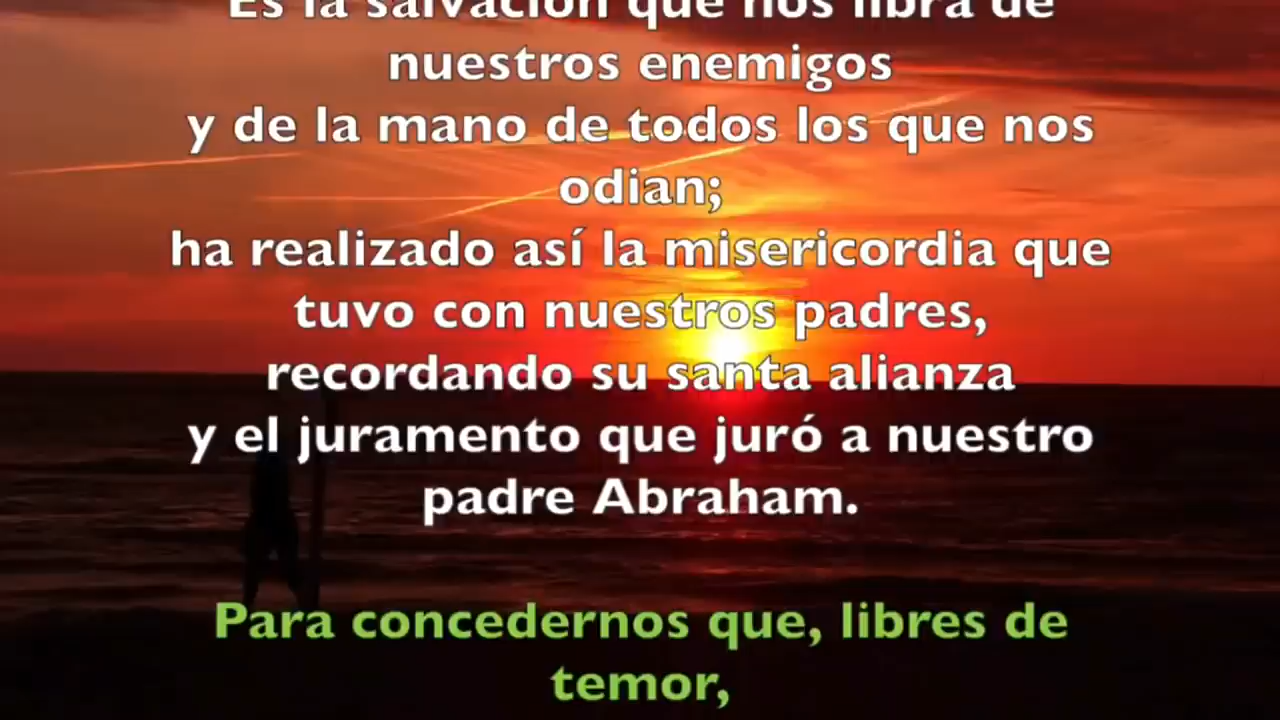 Es la salvación que nos libra de
nuestros enemigos
y de la mano de todos los que nos
odian;
ha realizado así la misericordia que
tuvo con nuestros padres,
recordando su santa alianza
y el juramento que juró a nuestro
padre Abraham.
Para concedernos que, libres de
temor,